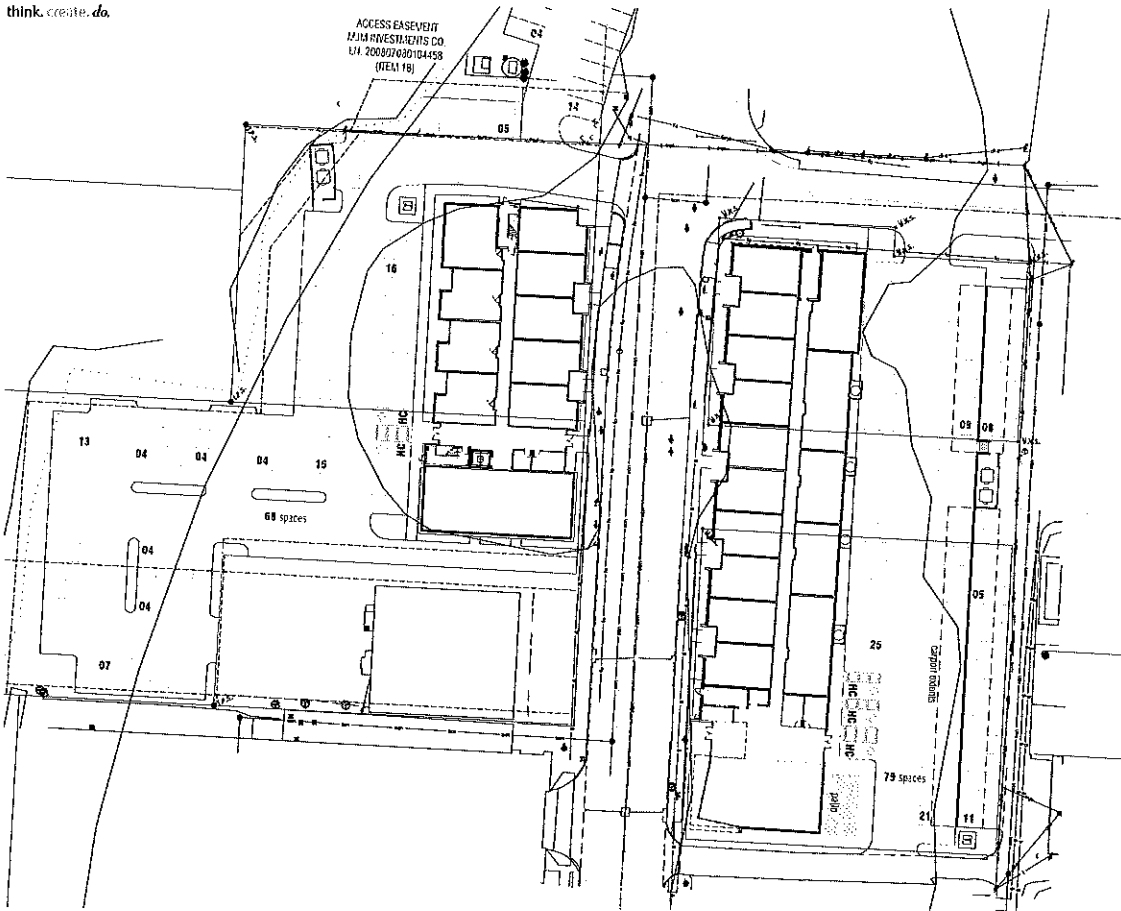 think. create. do.
ACCESS EASEMENT
MJM INVESTMENTS CO.
I.N. 200807080104458
(ITEM 18)
04
14
05
16
HC
HC
13
04
04
04
15
68 spaces
04
04
07
V.X.S.
V.X.S.
09
08
V.X.S.
05
25
carport
HC
HC
HC
79 spaces
patio
21
11